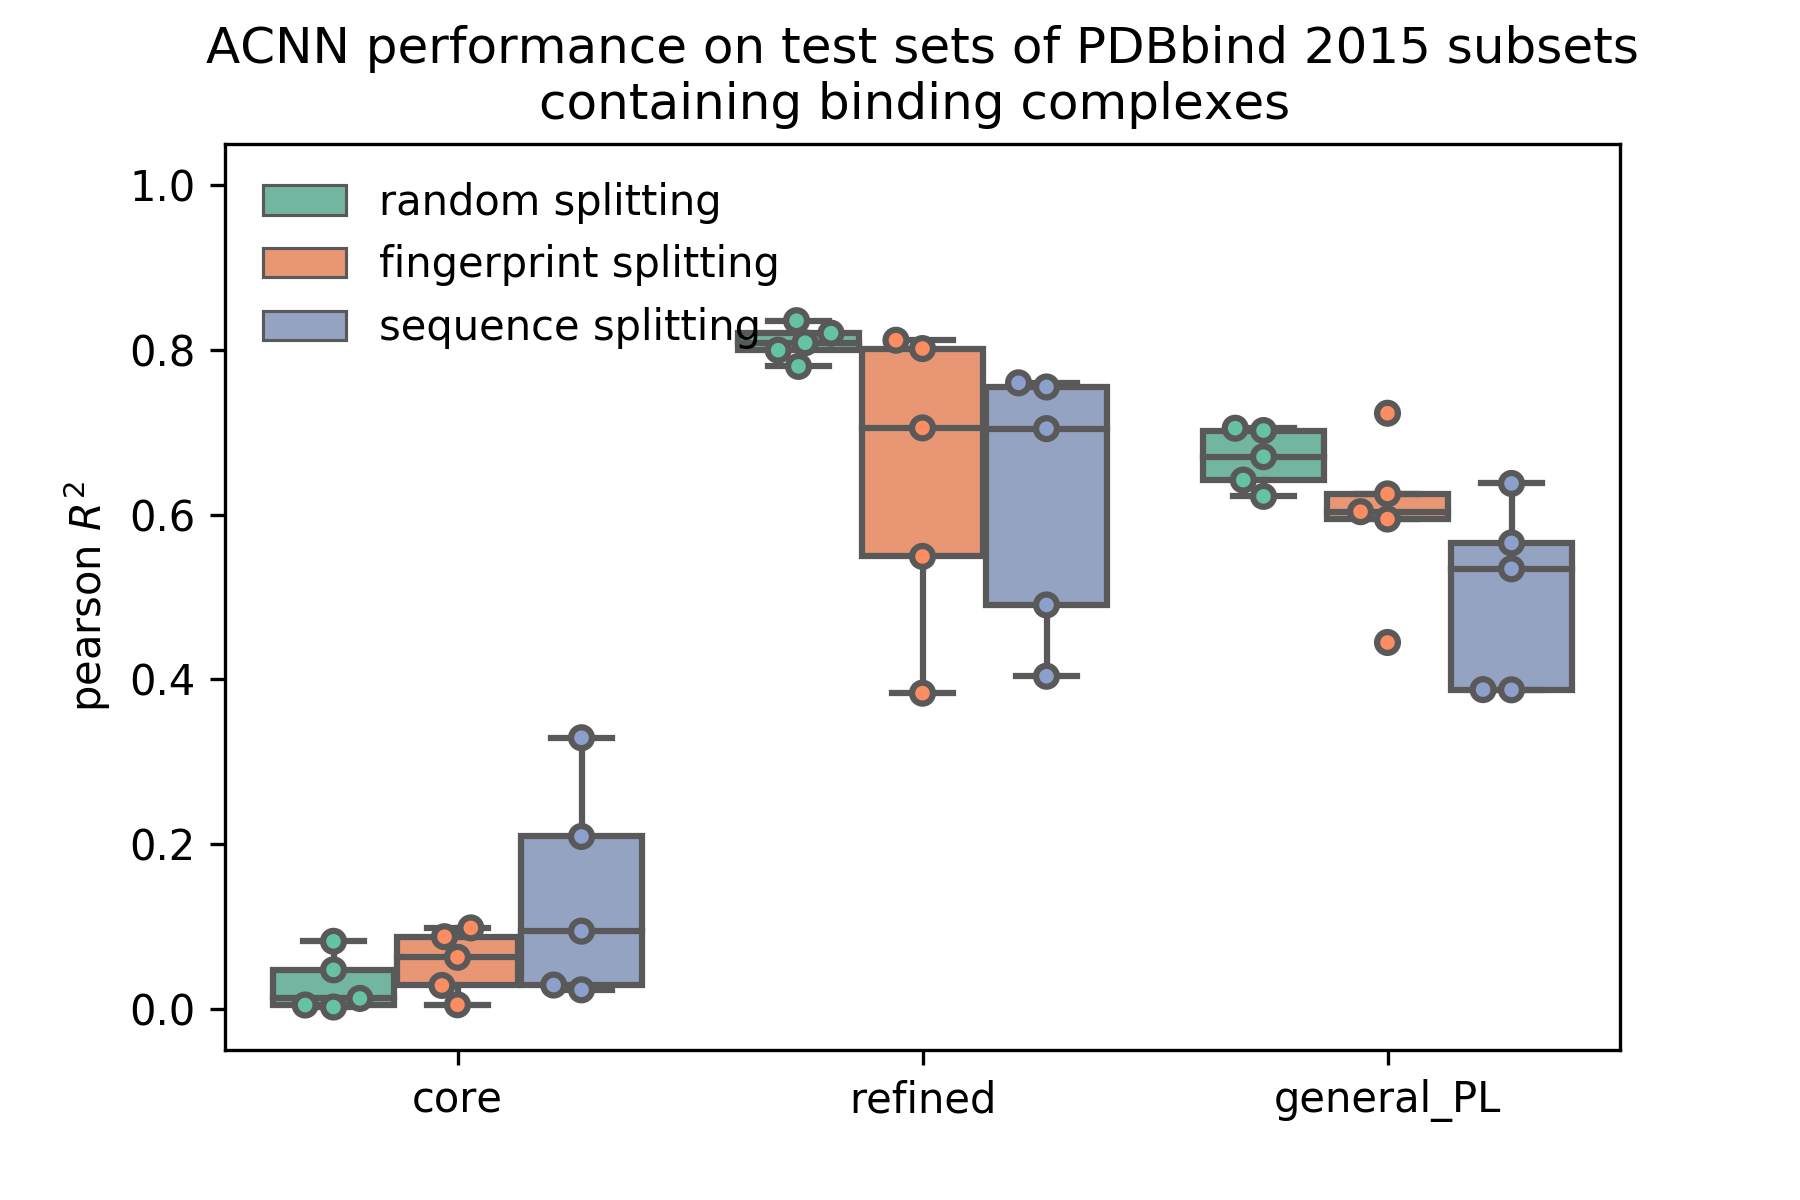 ACNN performance on test sets of PDBbind 2015 subsets
containing binding complexes
1.0
0.8
0.6
0.4
0.2
0.0
pearson R²
random splitting
fingerprint splitting
sequence splitting
core
refined
general_PL